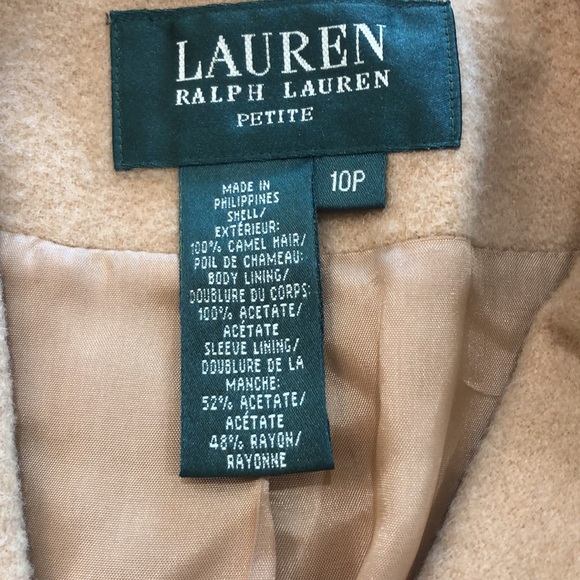 LAUREN
RALPH LAUREN
PETITE
10P
MADE IN
PHILIPPINES
SHELL/
EXTÉRIEUR:
100% CAMEL HAIR/
POIL DE CHAMEAU:
BODY LINING/
DOUBLURE DU CORPS:
100% ACETATE/
ACÉTATE
SLEEVE LINING/
DOUBLURE DE LA
MANCHE:
52% ACETATE/
ACÉTATE
48% RAYON/
RAYONNE